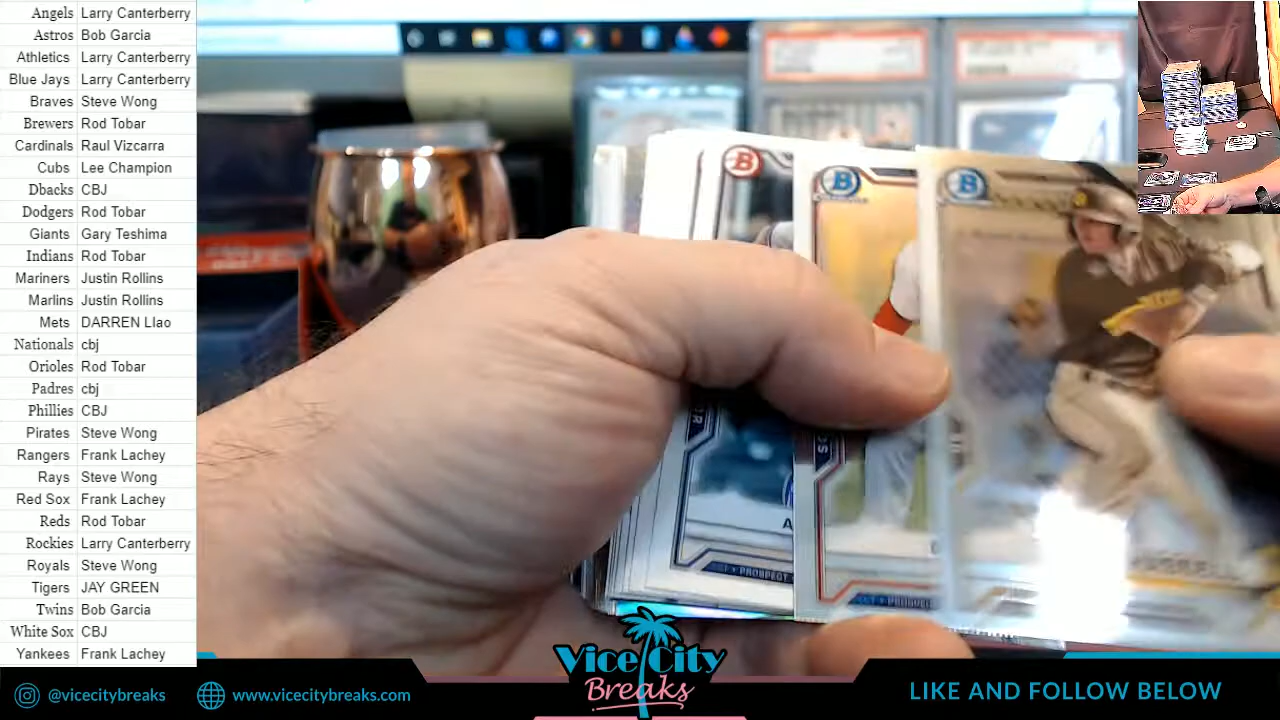 Angels Larry Canterberry
Astros Bob Garcia
Athletics Larry Canterberry
Blue Jays Larry Canterberry
Braves Steve Wong
Brewers Rod Tobar
Cardinals Raul Vizcarra
Cubs Lee Champion
Dbacks CBJ
Dodgers Rod Tobar
Giants Gary Teshima
Indians Rod Tobar
Mariners Justin Rollins
Marlins Justin Rollins
Mets DARREN LIao
Nationals cbj
Orioles Rod Tobar
Padres cbj
Phillies CBJ
Pirates Steve Wong
Rangers Frank Lachey
Rays Steve Wong
Red Sox Frank Lachey
Reds Rod Tobar
Rockies Larry Canterberry
Royals Steve Wong
Tigers JAY GREEN
Twins Bob Garcia
White Sox CBJ
Yankees Frank Lachey
B
B
B
PROSPECT
Vice City
Breaks
@vicecitybreaks
www.vicecitybreaks.com
LIKE AND FOLLOW BELOW